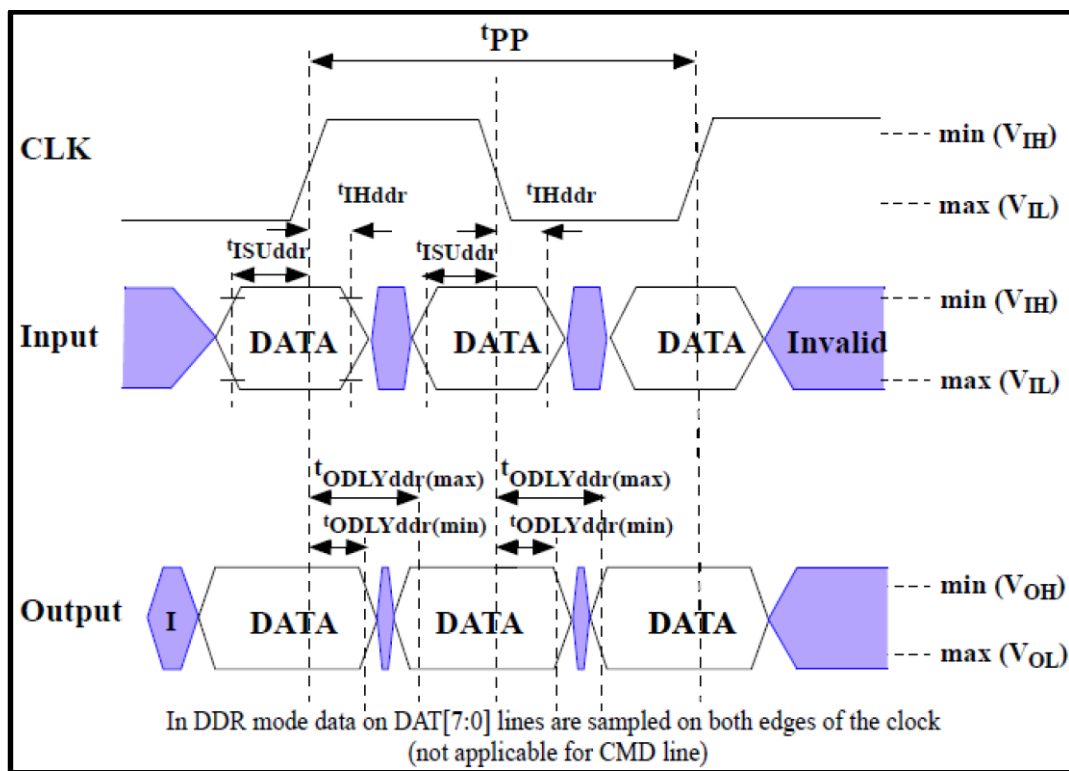 tPP
CLK
min (VIH)
max (VIL)
tIHddr
tIHddr
tISUddr
tISUddr
Input
DATA
DATA
DATA
Invalid
min (VIH)
max (VIL)
tODLYddr(max)
tODLYddr(max)
tODLYddr(min)
tODLYddr(min)
Output
I
DATA
DATA
DATA
min (VOH)
max (VOL)
In DDR mode data on DAT[7:0] lines are sampled on both edges of the clock
(not applicable for CMD line)